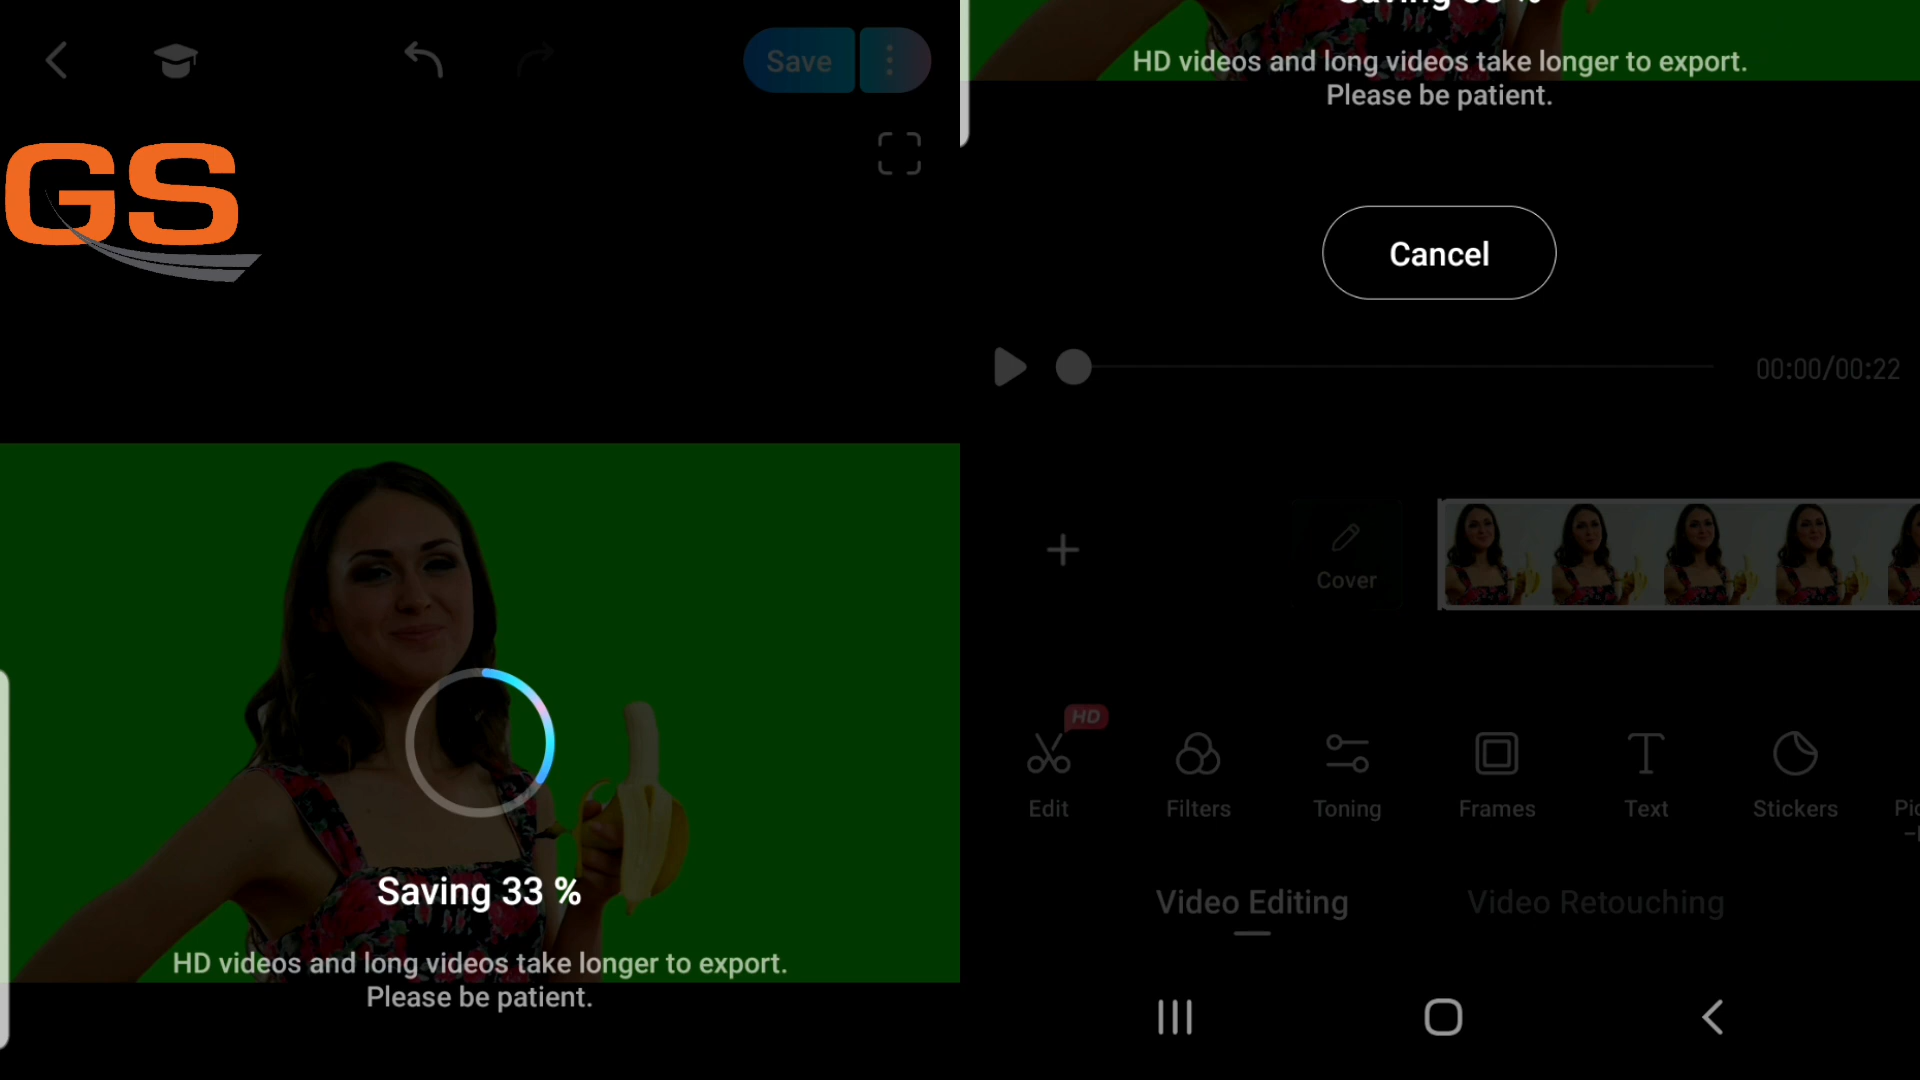 Save
GS
Saving 33 %
HD videos and long videos take longer to export.
Please be patient.
HD videos and long videos take longer to export.
Please be patient.
Cancel
00:00/00:22
Cover
HD
Edit
Filters
Toning
Frames
Text
Stickers
Video Editing
Video Retouching